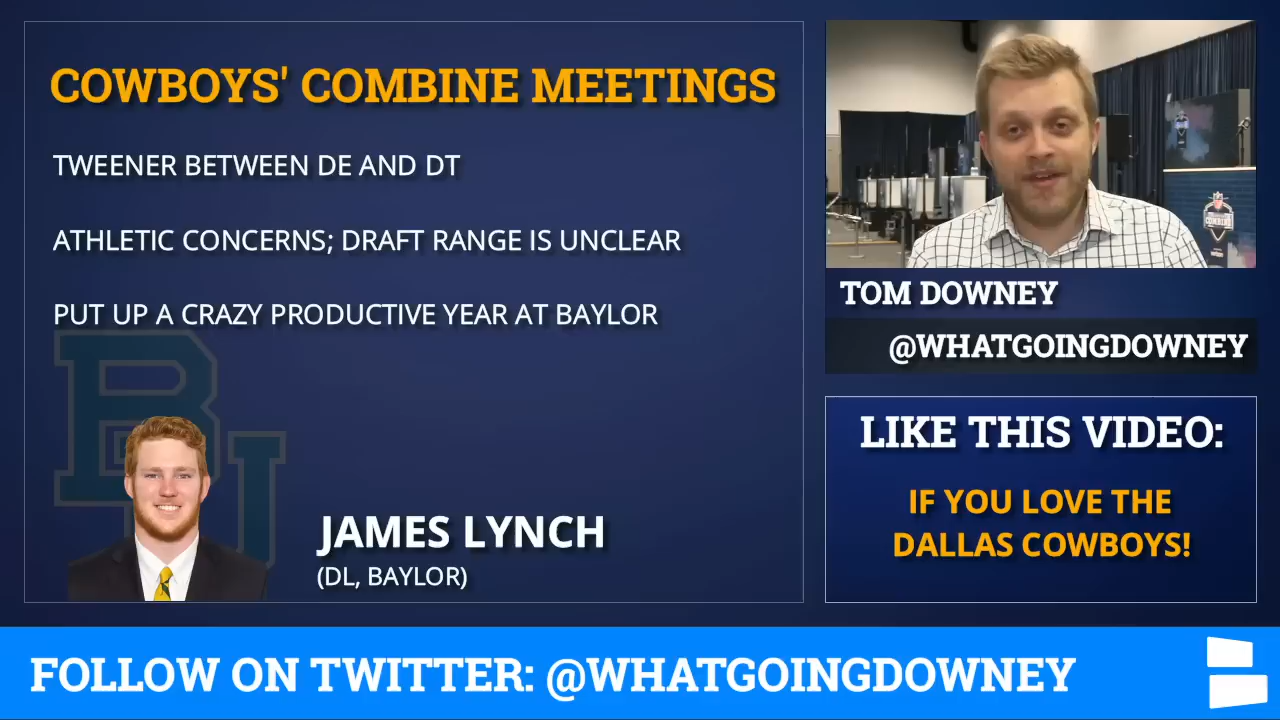 COWBOYS' COMBINE MEETINGS
TWEENER BETWEEN DE AND DT
ATHLETIC CONCERNS; DRAFT RANGE IS UNCLEAR
PUT UP A CRAZY PRODUCTIVE YEAR AT BAYLOR
BU
JAMES LYNCH
(DL, BAYLOR)
TOM DOWNEY
@WHATGOINGDOWNEY
LIKE THIS VIDEO:
IF YOU LOVE THE
DALLAS COWBOYS!
FOLLOW ON TWITTER: @WHATGOINGDOWNEY